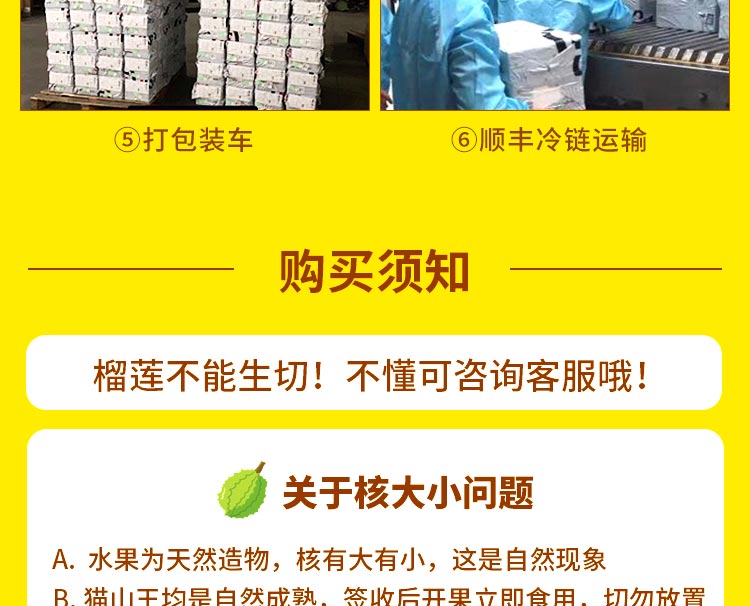 ⑤打包装车
⑥顺丰冷链运输
购买须知
榴莲不能生切！不懂可咨询客服哦！
关于核大小问题
A. 水果为天然造物，核有大有小，这是自然现象
B. 猫山王均是自然成熟，签收后开果立即食用，切勿放置